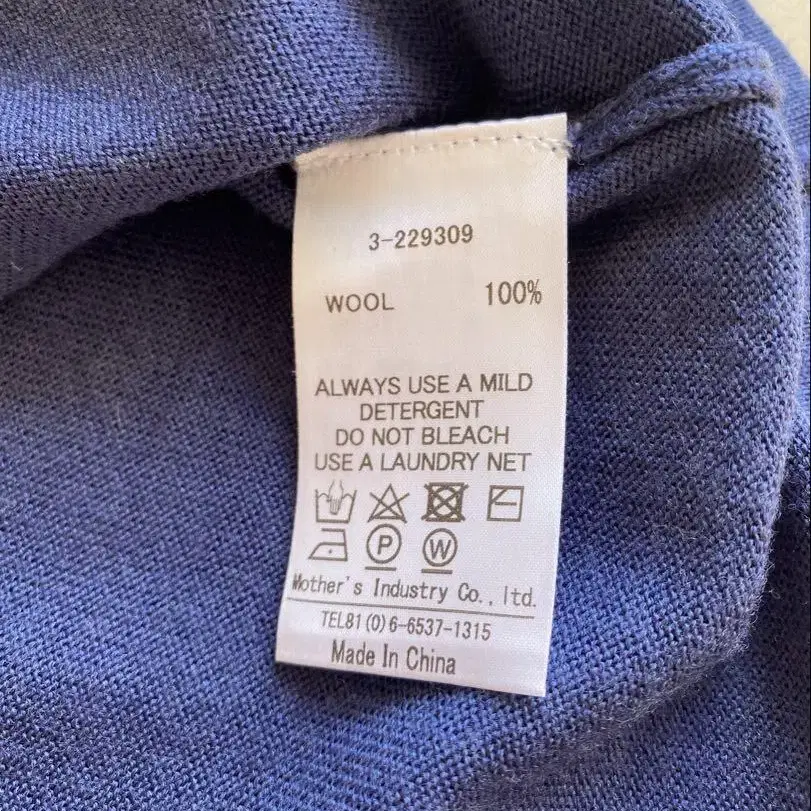 3-229309
WOOL 100%
ALWAYS USE A MILD
DETERGENT
DO NOT BLEACH
USE A LAUNDRY NET
P W
Mother's Industry Co., ltd.
TEL81(0)6-6537-1315
Made In China